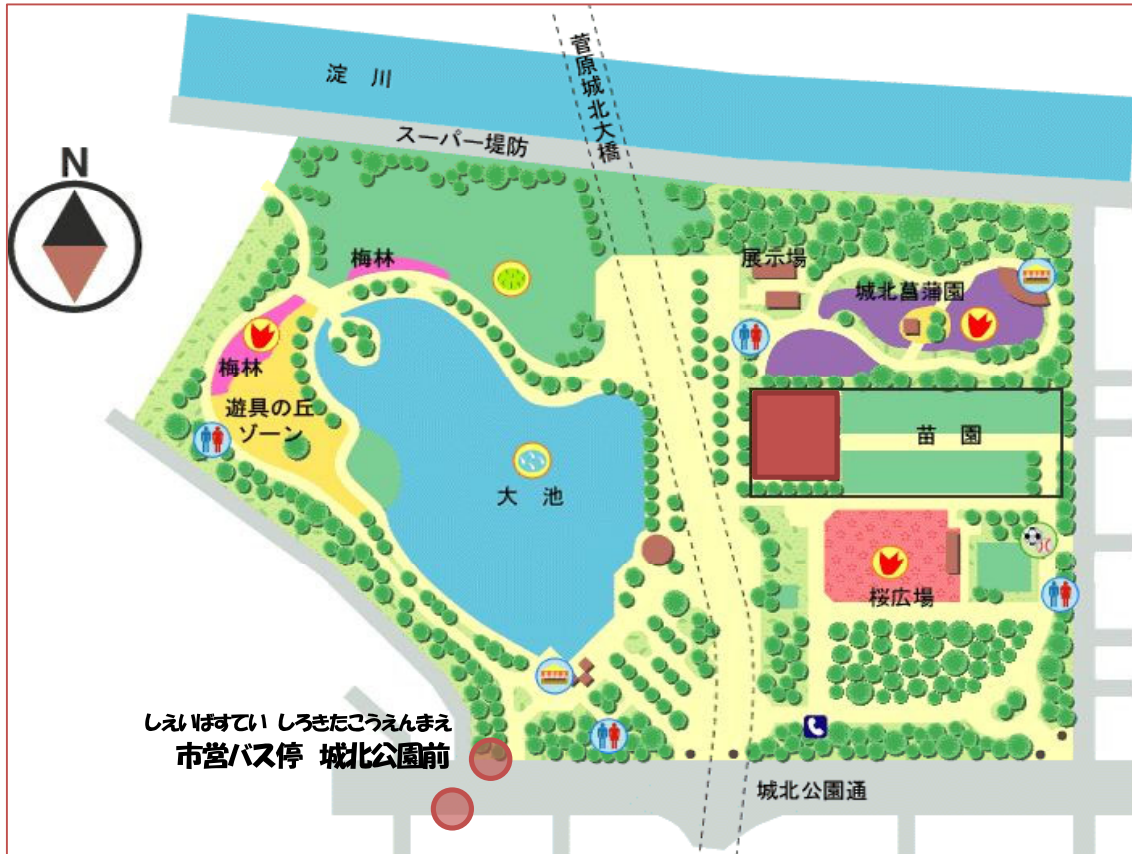 淀 川
菅原城北大橋
スーパー堤防
N
梅林
展示場
城北菖蒲園
梅林
遊具の丘
ゾーン
苗 園
大 池
桜広場
しえいばすてい しろきたこうえんまえ
市営バス停 城北公園前
城北公園通